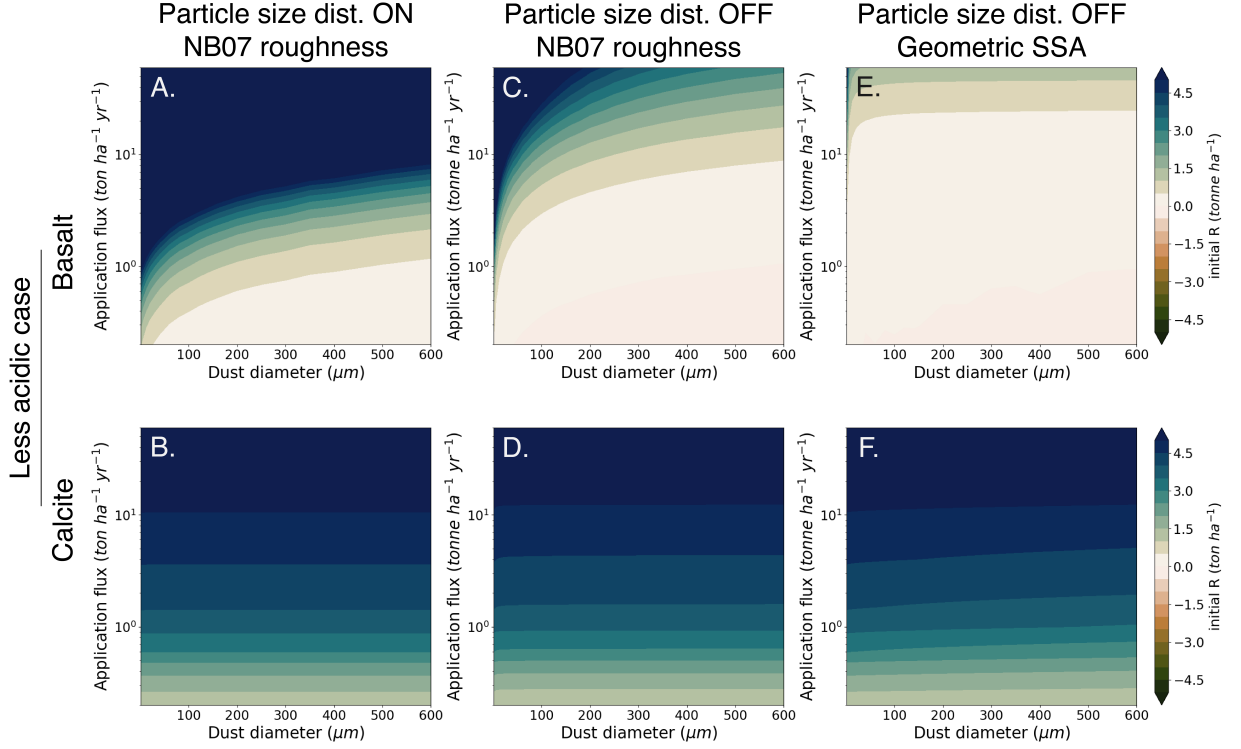 Particle size dist. ON
NB07 roughness
Particle size dist. OFF
NB07 roughness
Particle size dist. OFF
Geometric SSA
Less acidic case
Basalt
Application flux (ton ha⁻¹ yr⁻¹)
10¹
10⁰
A.
100 200 300 400 500 600
Dust diameter (μm)
Application flux (tonne ha⁻¹ yr⁻¹)
10¹
10⁰
C.
100 200 300 400 500 600
Dust diameter (μm)
Application flux (tonne ha⁻¹ yr⁻¹)
10¹
10⁰
E.
100 200 300 400 500 600
Dust diameter (μm)
4.5
3.0
1.5
0.0
−1.5
−3.0
−4.5
initial R (tonne ha⁻¹)
Calcite
Application flux (ton ha⁻¹ yr⁻¹)
10¹
10⁰
B.
100 200 300 400 500 600
Dust diameter (μm)
Application flux (tonne ha⁻¹ yr⁻¹)
10¹
10⁰
D.
100 200 300 400 500 600
Dust diameter (μm)
Application flux (tonne ha⁻¹ yr⁻¹)
10¹
10⁰
F.
100 200 300 400 500 600
Dust diameter (μm)
4.5
3.0
1.5
0.0
−1.5
−3.0
−4.5
initial R (ton ha⁻¹)